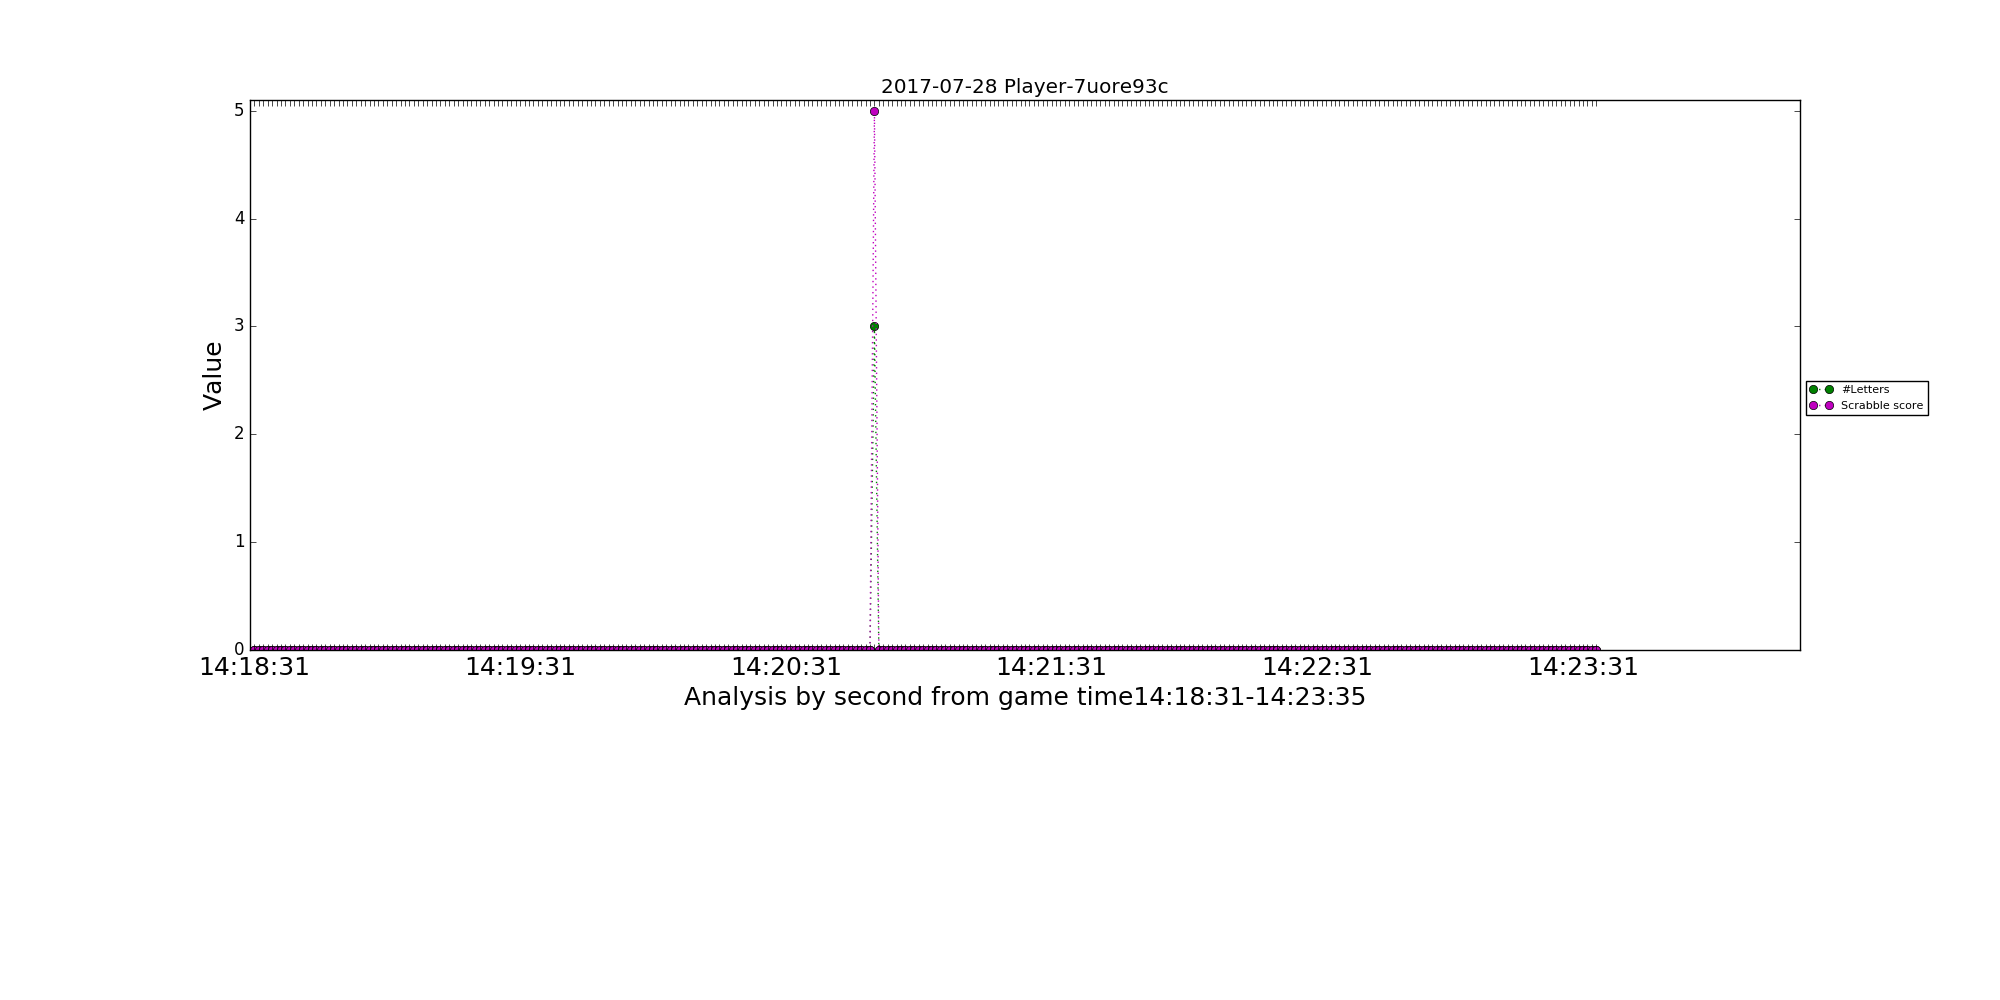 2017-07-28 Player-7uore93c
5
4
3
2
1
0
Value
14:18:31 14:19:31 14:20:31 14:21:31 14:22:31 14:23:31
Analysis by second from game time14:18:31-14:23:35
#Letters
Scrabble score